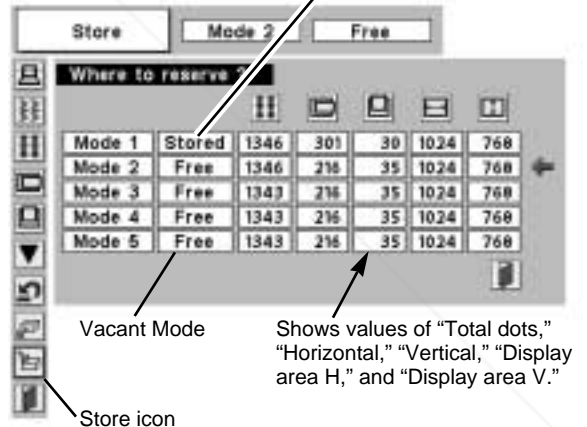 Store Mode 2 Free
Where to reserve ?
Mode 1 Stored 1346 301 30 1024 768
Mode 2 Free 1346 216 35 1024 768
Mode 3 Free 1343 216 35 1024 768
Mode 4 Free 1343 216 35 1024 768
Mode 5 Free 1343 216 35 1024 768
Vacant Mode
Shows values of “Total dots,”
“Horizontal,” “Vertical,” “Display
area H,” and “Display area V.”
Store icon